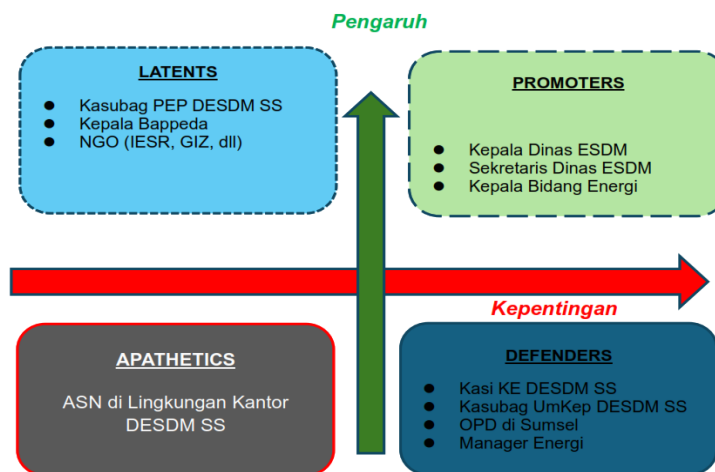 Pengaruh
LATENTS
● Kasubag PEP DESDM SS
● Kepala Bappeda
● NGO (IESR, GIZ, dll)
PROMOTERS
● Kepala Dinas ESDM
● Sekretaris Dinas ESDM
● Kepala Bidang Energi
Kepentingan
APATHETICS
ASN di Lingkungan Kantor
DESDM SS
DEFENDERS
● Kasi KE DESDM SS
● Kasubag UmKep DESDM SS
● OPD di Sumsel
● Manager Energi